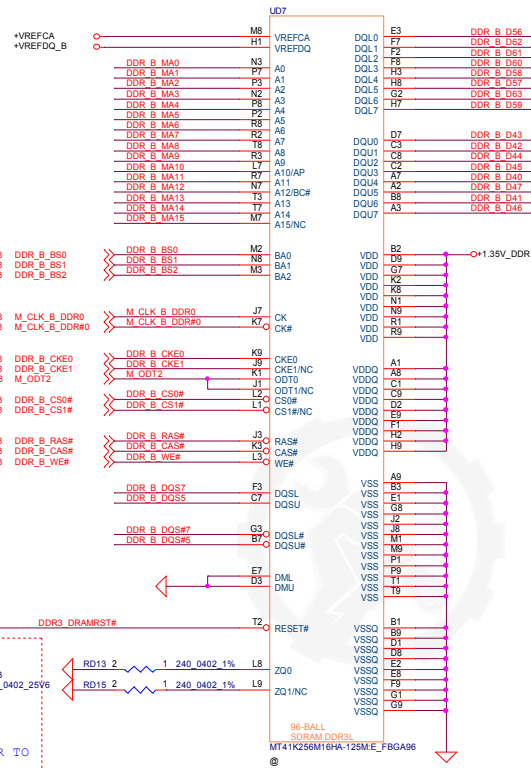 UD7
+VREFCA M8 VREFCA E3 DQL0 DDR_B_D56
+VREFDQ_B H1 VREFDQ F7 DQL1 DDR_B_D62
F2 DQL2 DDR_B_D61
DDR_B_MA0 N3 A0 F8 DQL3 DDR_B_D60
DDR_B_MA1 P7 A1 H3 DQL4 DDR_B_D58
DDR_B_MA2 P3 A2 H8 DQL5 DDR_B_D57
DDR_B_MA3 N2 A3 G2 DQL6 DDR_B_D63
DDR_B_MA4 P8 A4 H7 DQL7 DDR_B_D59
DDR_B_MA5 P2 A5
DDR_B_MA6 R8 A6
DDR_B_MA7 R2 A7 D7 DQU0 DDR_B_D43
DDR_B_MA8 T8 A8 C3 DQU1 DDR_B_D42
DDR_B_MA9 R3 A9 C8 DQU2 DDR_B_D44
DDR_B_MA10 L7 A10/AP C2 DQU3 DDR_B_D45
DDR_B_MA11 R7 A11 A7 DQU4 DDR_B_D40
DDR_B_MA12 N7 A12/BC# A2 DQU5 DDR_B_D47
DDR_B_MA13 T3 A13 B8 DQU6 DDR_B_D41
DDR_B_MA14 T7 A14 A3 DQU7 DDR_B_D46
DDR_B_MA15 M7 A15/NC
DDR_B_BS0 DDR_B_BS0 M2 BA0 B2 VDD +1.35V_DDR
DDR_B_BS1 DDR_B_BS1 N8 BA1 D9 VDD
DDR_B_BS2 DDR_B_BS2 M3 BA2 G7 VDD
K2 VDD
K8 VDD
N1 VDD
M_CLK_B_DDR0 M_CLK_B_DDR0 J7 CK N9 VDD
M_CLK_B_DDR#0 M_CLK_B_DDR#0 K7 CK# R1 VDD
R9 VDD
DDR_B_CKE0 DDR_B_CKE0 K9 CKE0
DDR_B_CKE1 DDR_B_CKE1 J9 CKE1/NC A1 VDDQ
M_ODT2 M_ODT2 K1 ODT0 A8 VDDQ
J1 ODT1/NC C1 VDDQ
DDR_B_CS0# DDR_B_CS0# L2 CS0# C9 VDDQ
DDR_B_CS1# DDR_B_CS1# L1 CS1#/NC D2 VDDQ
E9 VDDQ
F1 VDDQ
DDR_B_RAS# DDR_B_RAS# J3 RAS# H2 VDDQ
DDR_B_CAS# DDR_B_CAS# K3 CAS# H9 VDDQ
DDR_B_WE# DDR_B_WE# L3 WE#
A9 VSS
DDR_B_DQS7 F3 DQSL B3 VSS
DDR_B_DQS5 C7 DQSU E1 VSS
G8 VSS
J2 VSS
DDR_B_DQS#7 G3 DQSL# J8 VSS
DDR_B_DQS#5 B7 DQSU# M1 VSS
M9 VSS
P1 VSS
E7 DML P9 VSS
D3 DMU T1 VSS
T9 VSS
DDR3_DRAMRST# T2 RESET# B1 VSSQ
B9 VSSQ
D1 VSSQ
D8 VSSQ
RD13 2 1 240_0402_1% L8 ZQ0 E2 VSSQ
E8 VSSQ
0402_25V6 RD15 2 1 240_0402_1% L9 ZQ1/NC F9 VSSQ
G1 VSSQ
G9 VSSQ
96-BALL
SDRAM DDR3L
R TO MT41K256M16HA-125M:E_FBGA96
@